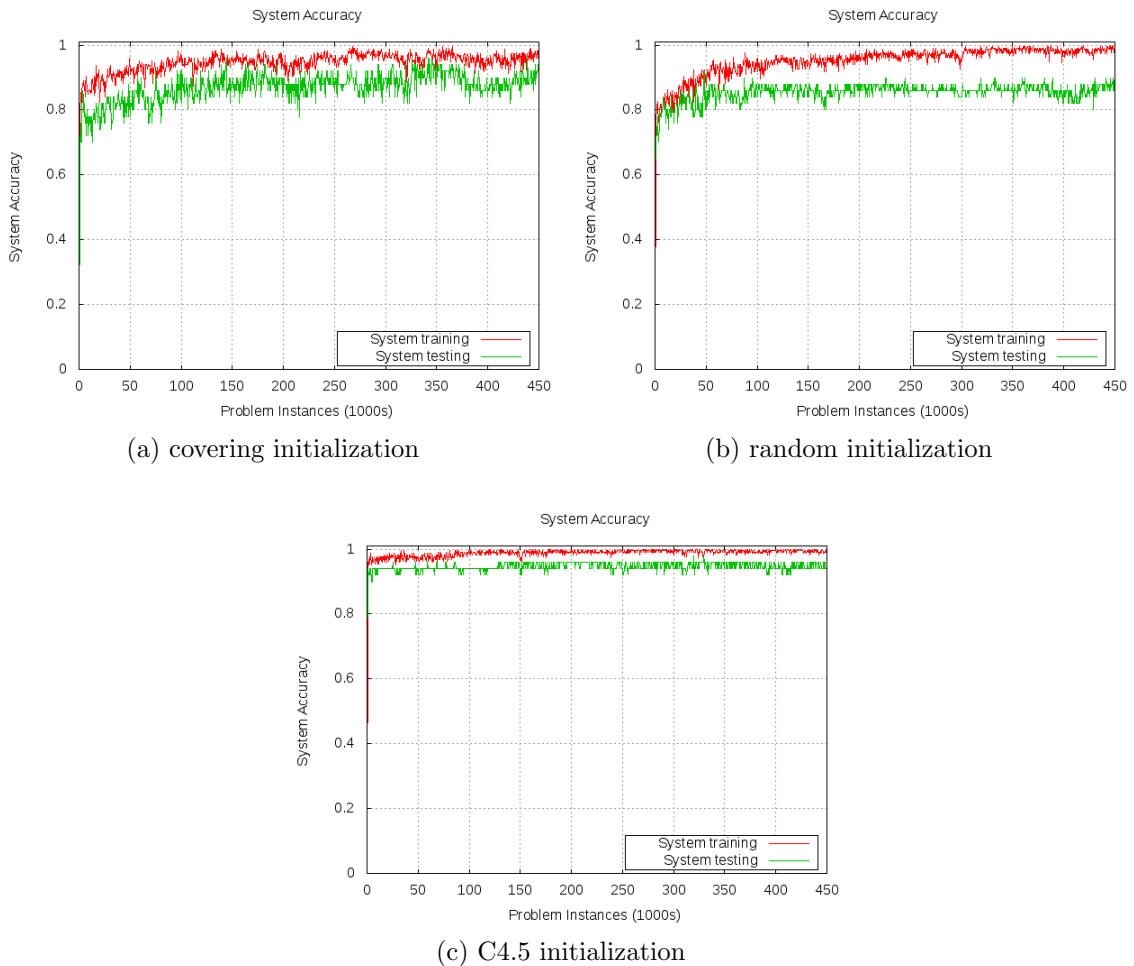 System Accuracy
System Accuracy
1
0.8
0.6
0.4
0.2
0
0 50 100 150 200 250 300 350 400 450
System Accuracy
Problem Instances (1000s)
System training
System testing
(a) covering initialization
System Accuracy
System Accuracy
1
0.8
0.6
0.4
0.2
0
0 50 100 150 200 250 300 350 400 450
Problem Instances (1000s)
System training
System testing
(b) random initialization
System Accuracy
System Accuracy
1
0.8
0.6
0.4
0.2
0
0 50 100 150 200 250 300 350 400 450
Problem Instances (1000s)
System training
System testing
(c) C4.5 initialization